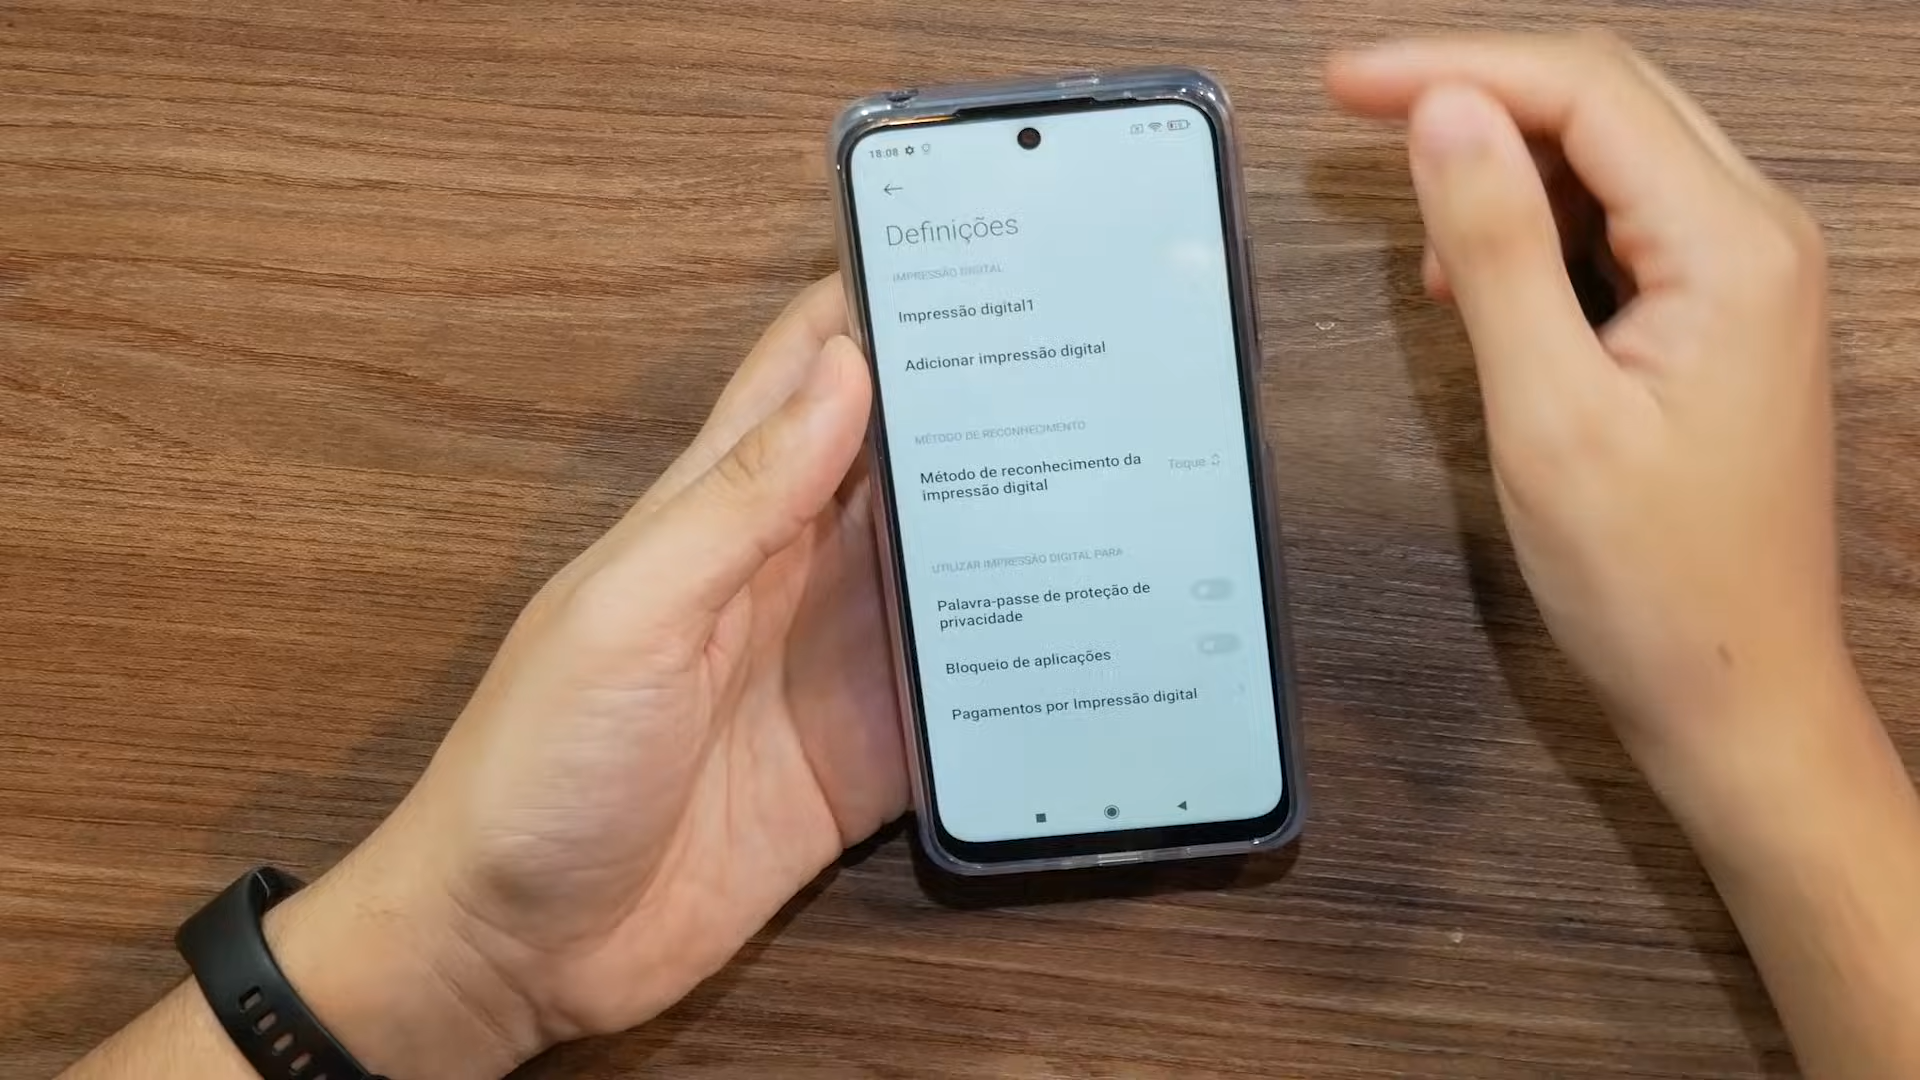 18:08
Definições
IMPRESSÃO DIGITAL
Impressão digital1
Adicionar impressão digital
MÉTODO DE RECONHECIMENTO
Método de reconhecimento da
impressão digital
Toque
UTILIZAR IMPRESSÃO DIGITAL PARA
Palavra-passe de proteção de
privacidade
Bloqueio de aplicações
Pagamentos por Impressão digital